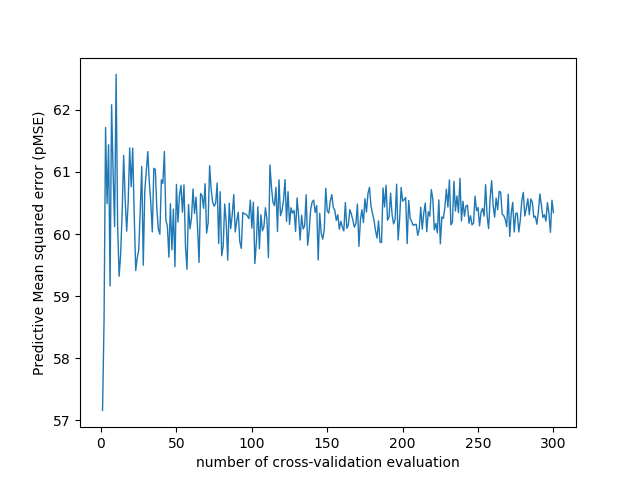 62
61
60
59
58
57
Predictive Mean squared error (pMSE)
0 50 100 150 200 250 300
number of cross-validation evaluation